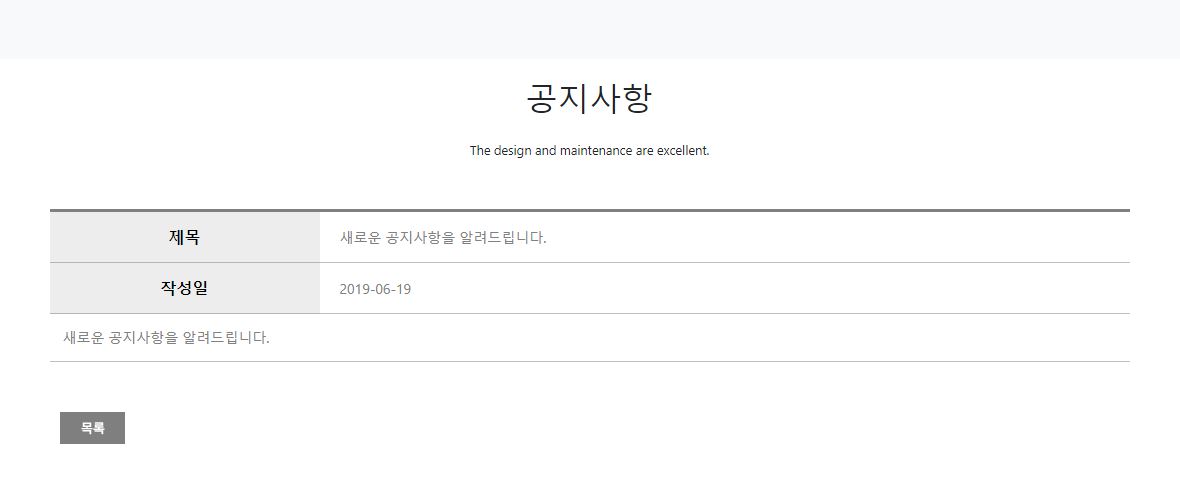 공지사항
The design and maintenance are excellent.
제목 새로운 공지사항을 알려드립니다.
작성일 2019-06-19
새로운 공지사항을 알려드립니다.
목록